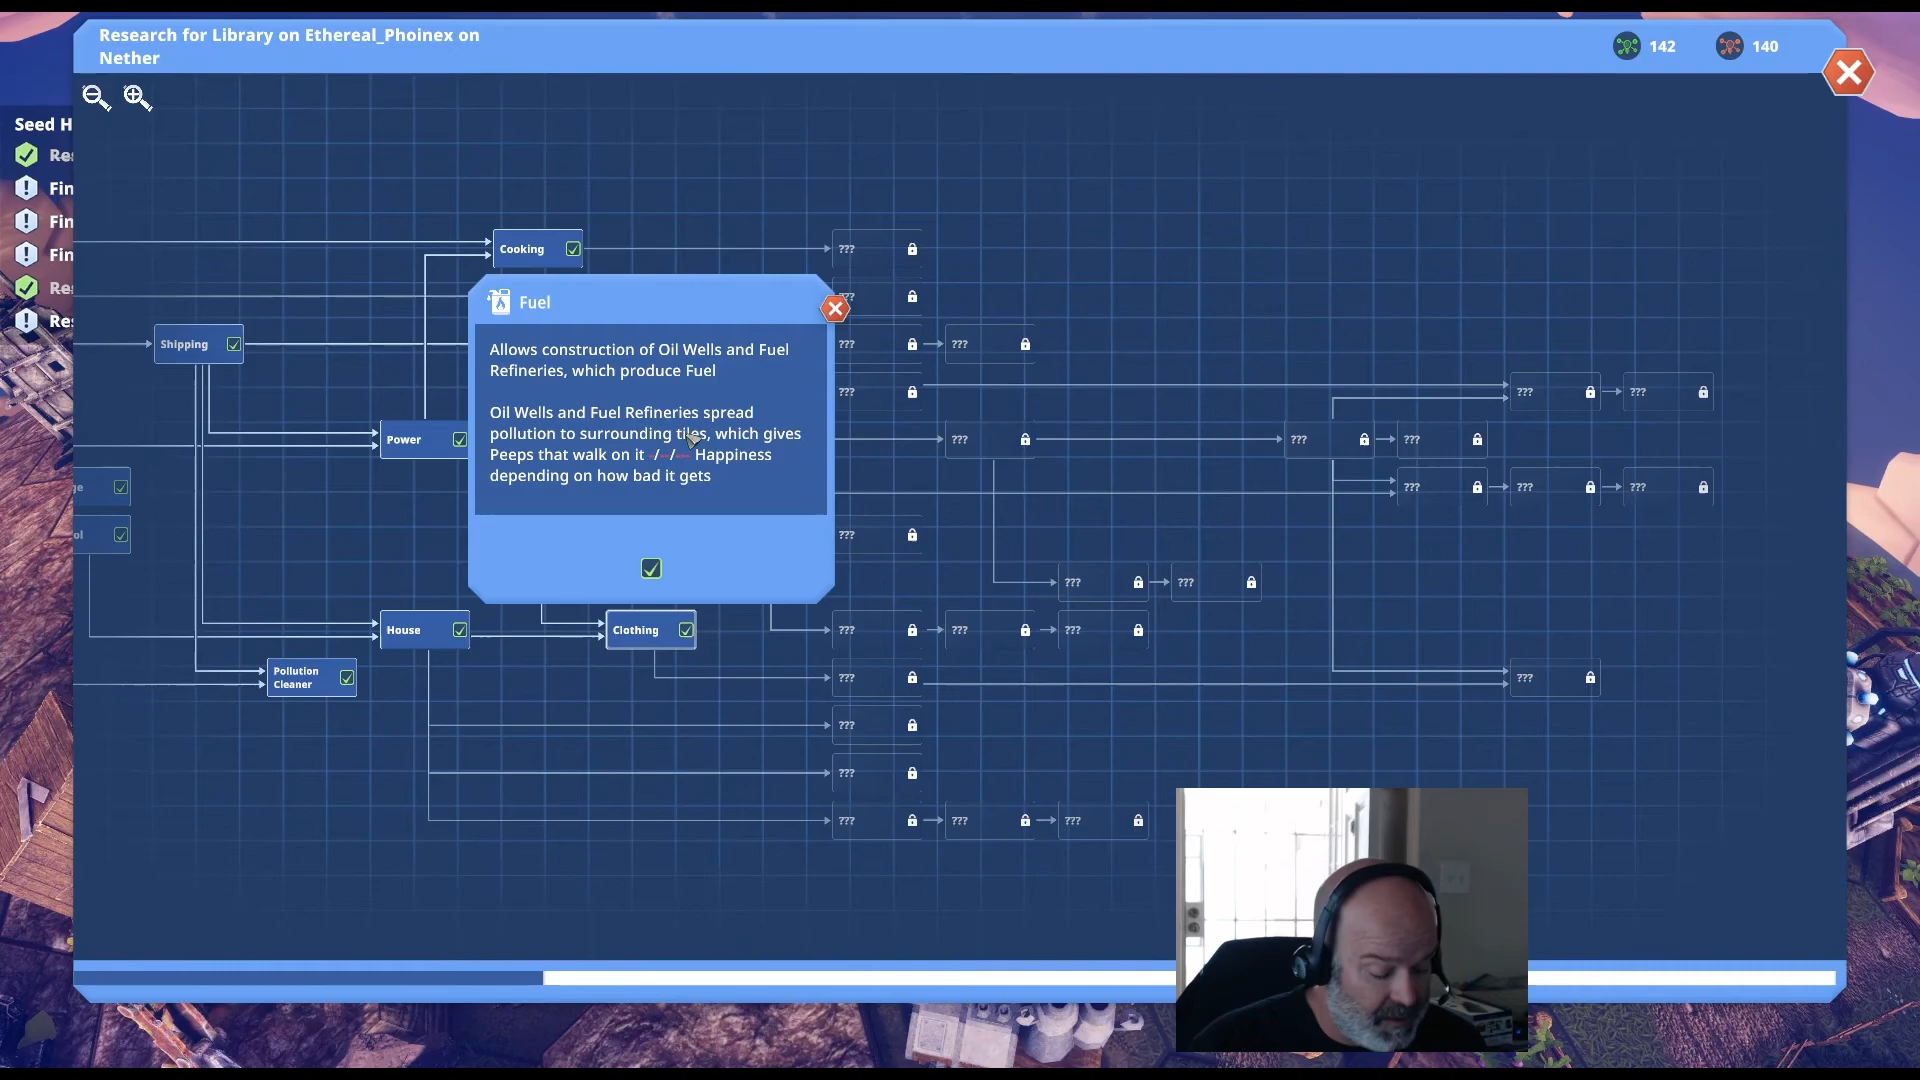 Research for Library on Ethereal_Phoinex on
Nether
142
140
Seed H
Re
Fin
Fin
Fin
Re
Res
Cooking
???
Fuel
???
Shipping
Allows construction of Oil Wells and Fuel
Refineries, which produce Fuel
Oil Wells and Fuel Refineries spread
pollution to surrounding tiles, which gives
Peeps that walk on it -/--/--- Happiness
depending on how bad it gets
???
???
???
???
???
Power
???
???
???
ge
???
???
???
ol
???
???
???
House
Clothing
???
???
???
Pollution
Cleaner
???
???
???
???
???
???
???